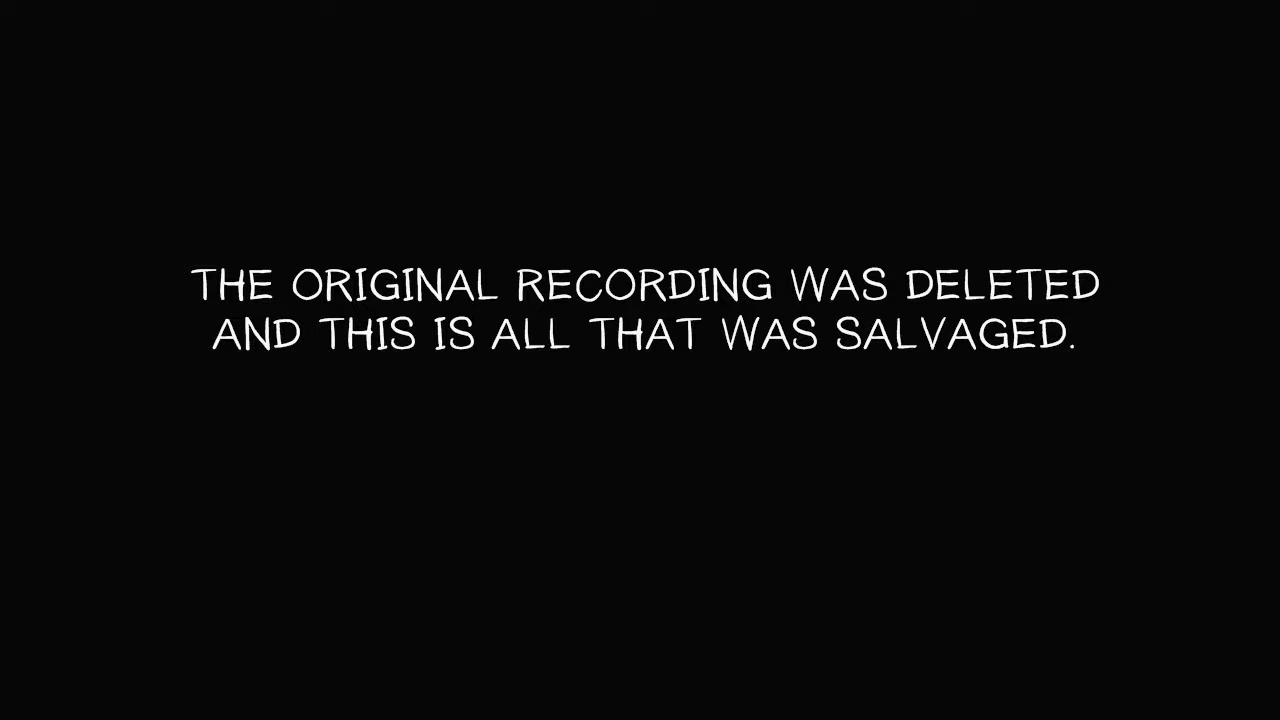 THE ORIGINAL RECORDING WAS DELETED
AND THIS IS ALL THAT WAS SALVAGED.